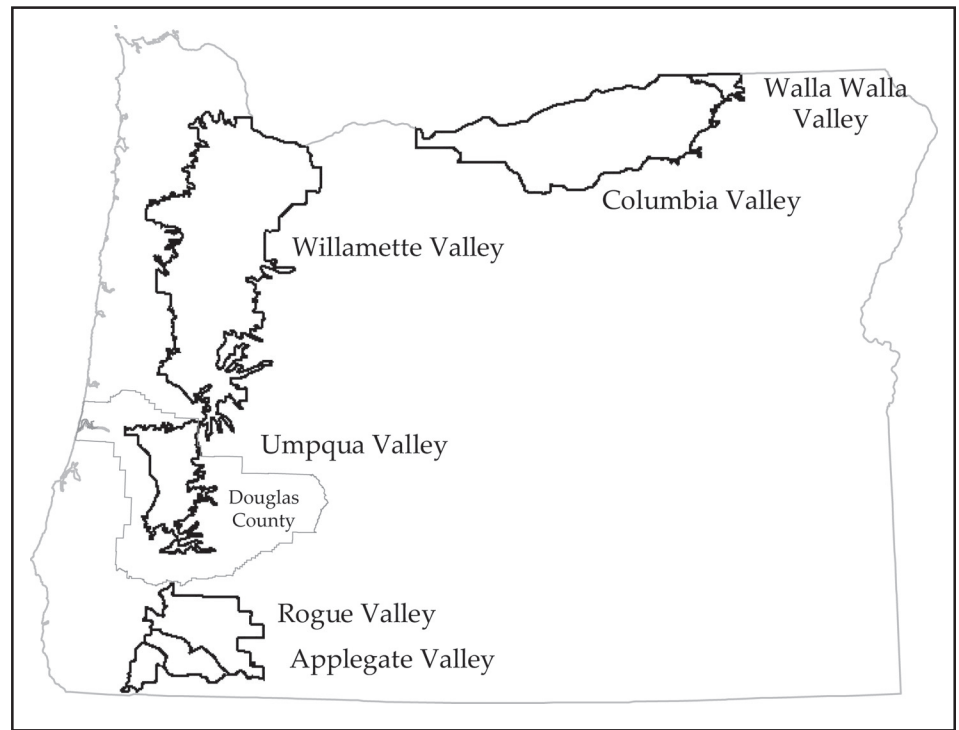 Walla Walla
Valley
Columbia Valley
Willamette Valley
Umpqua Valley
Douglas
County
Rogue Valley
Applegate Valley